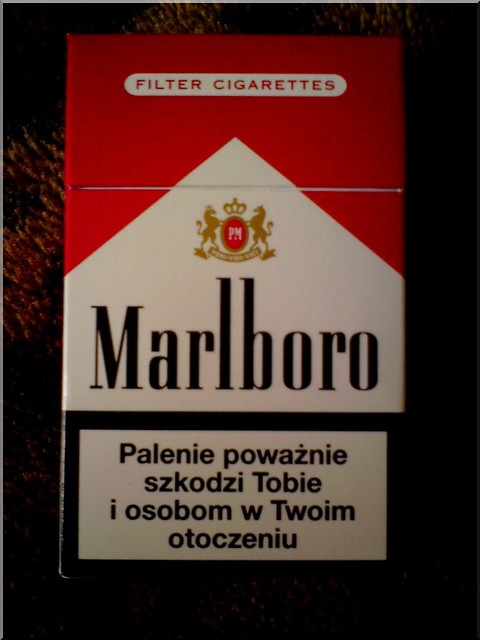 FILTER CIGARETTES
PM
Marlboro
Palenie poważnie
szkodzi Tobie
i osobom w Twoim
otoczeniu